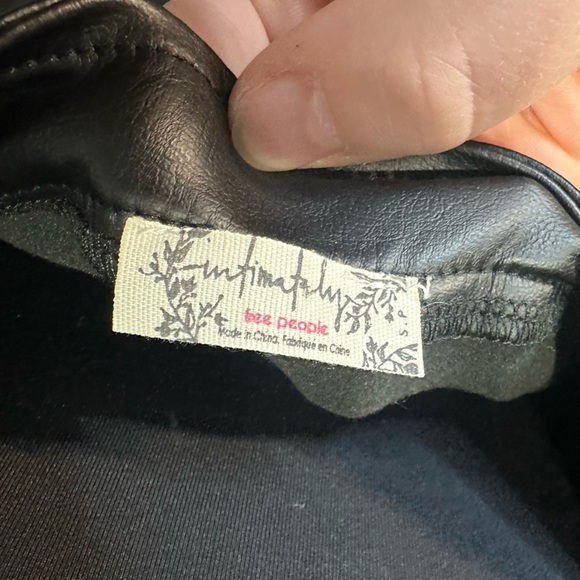 intimately
free people
Made in China. Fabriqué en Chine
S P